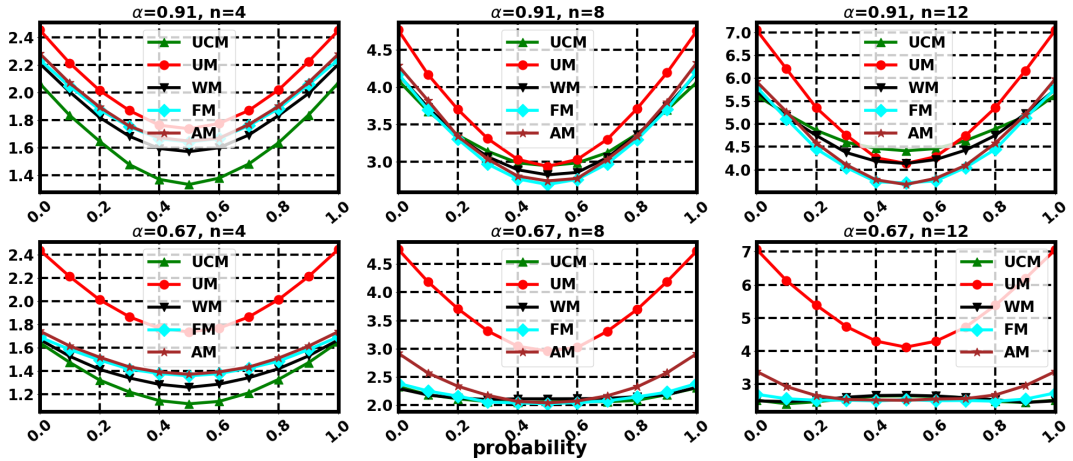 α=0.91, n=4
2.4
2.2
2.0
1.8
1.6
1.4
0.0
0.2
0.4
0.6
0.8
1.0
UCM
UM
WM
FM
AM
α=0.91, n=8
4.5
4.0
3.5
3.0
0.0
0.2
0.4
0.6
0.8
1.0
UCM
UM
WM
FM
AM
α=0.91, n=12
7.0
6.5
6.0
5.5
5.0
4.5
4.0
0.0
0.2
0.4
0.6
0.8
1.0
UCM
UM
WM
FM
AM
α=0.67, n=4
2.4
2.2
2.0
1.8
1.6
1.4
1.2
0.0
0.2
0.4
0.6
0.8
1.0
UCM
UM
WM
FM
AM
α=0.67, n=8
4.5
4.0
3.5
3.0
2.5
2.0
0.0
0.2
0.4
0.6
0.8
1.0
UCM
UM
WM
FM
AM
α=0.67, n=12
7
6
5
4
3
0.0
0.2
0.4
0.6
0.8
1.0
UCM
UM
WM
FM
AM
probability